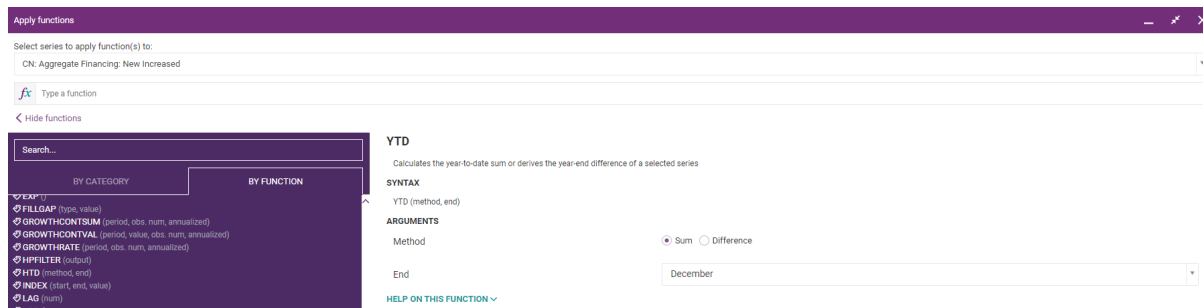 Apply functions
Select series to apply function(s) to:
CN: Aggregate Financing: New Increased
fx Type a function
Hide functions
Search...
BY CATEGORY
BY FUNCTION
EXP ()
FILLGAP (type, value)
GROWTHCONTSUM (period, obs. num, annualized)
GROWTHCONTVAL (period, value, obs. num, annualized)
GROWTHRATE (period, obs. num, annualized)
HPFILTER (output)
HTD (method, end)
INDEX (start, end, value)
LAG (num)
YTD
Calculates the year-to-date sum or derives the year-end difference of a selected series
SYNTAX
YTD (method, end)
ARGUMENTS
Method
Sum
Difference
End
December
HELP ON THIS FUNCTION